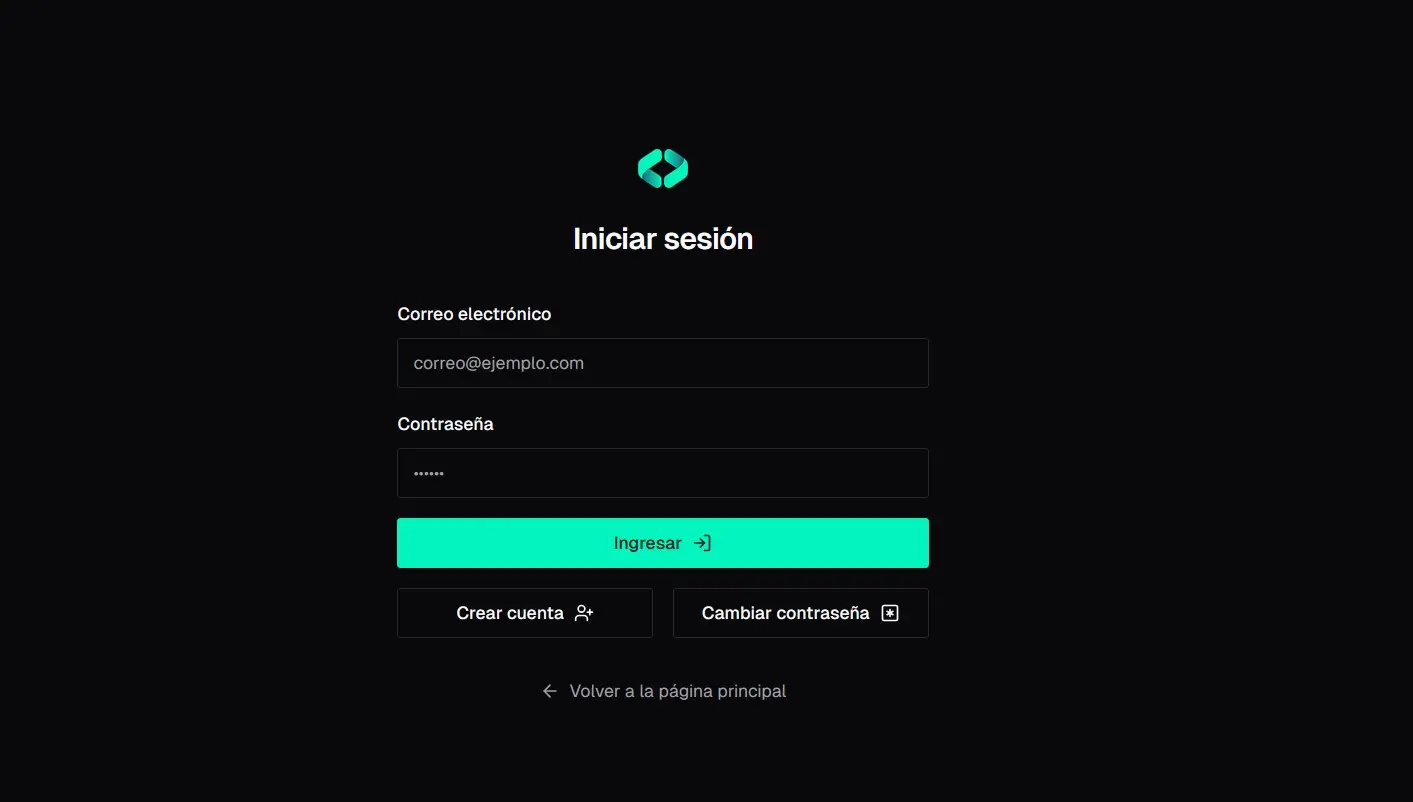 Iniciar sesión
Correo electrónico
correo@ejemplo.com
Contraseña
••••••
Ingresar
Crear cuenta
Cambiar contraseña
Volver a la página principal